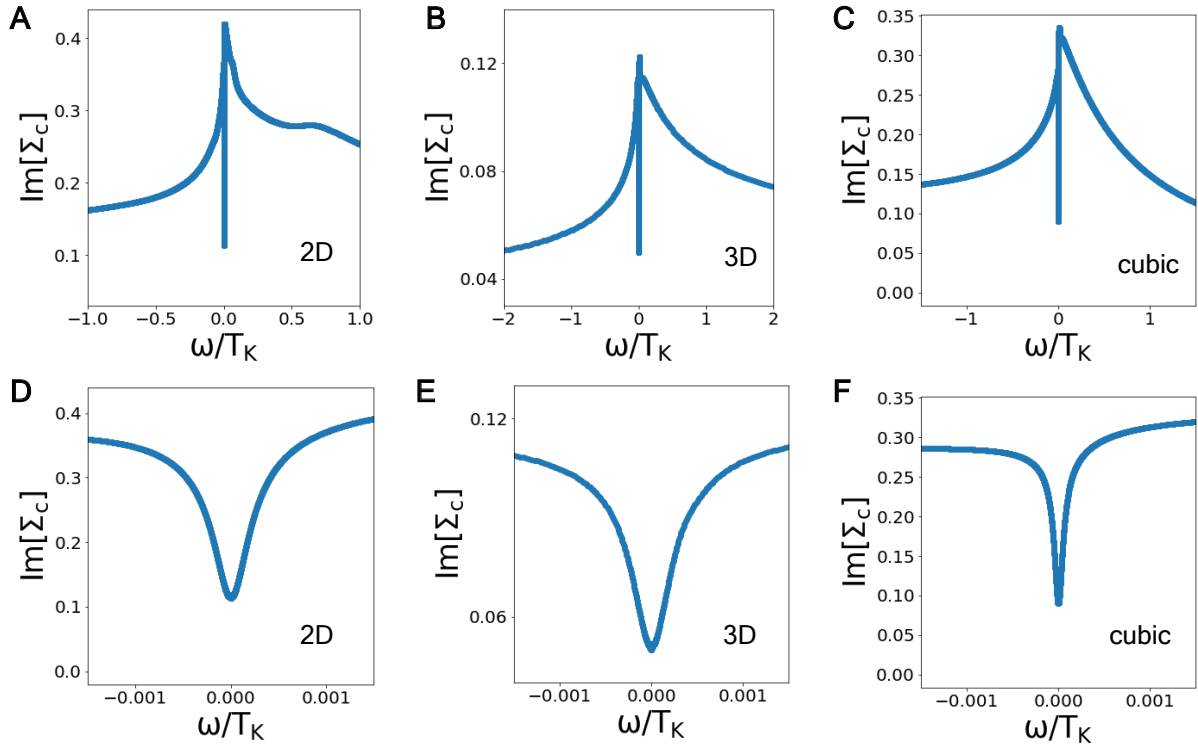 A
0.4
0.3
0.2
0.1
Im[Σc]
2D
−1.0 −0.5 0.0 0.5 1.0
ω/TK
B
0.12
0.08
0.04
Im[Σc]
3D
−2 −1 0 1 2
ω/TK
C
0.35
0.30
0.25
0.20
0.15
0.10
0.05
0.00
Im[Σc]
cubic
−1 0 1
ω/TK
D
0.4
0.3
0.2
0.1
0.0
Im[Σc]
2D
−0.001 0.000 0.001
ω/TK
E
0.12
0.06
Im[Σc]
3D
−0.001 0.000 0.001
ω/TK
F
0.35
0.30
0.25
0.20
0.15
0.10
0.05
0.00
Im[Σc]
cubic
−0.001 0.000 0.001
ω/TK